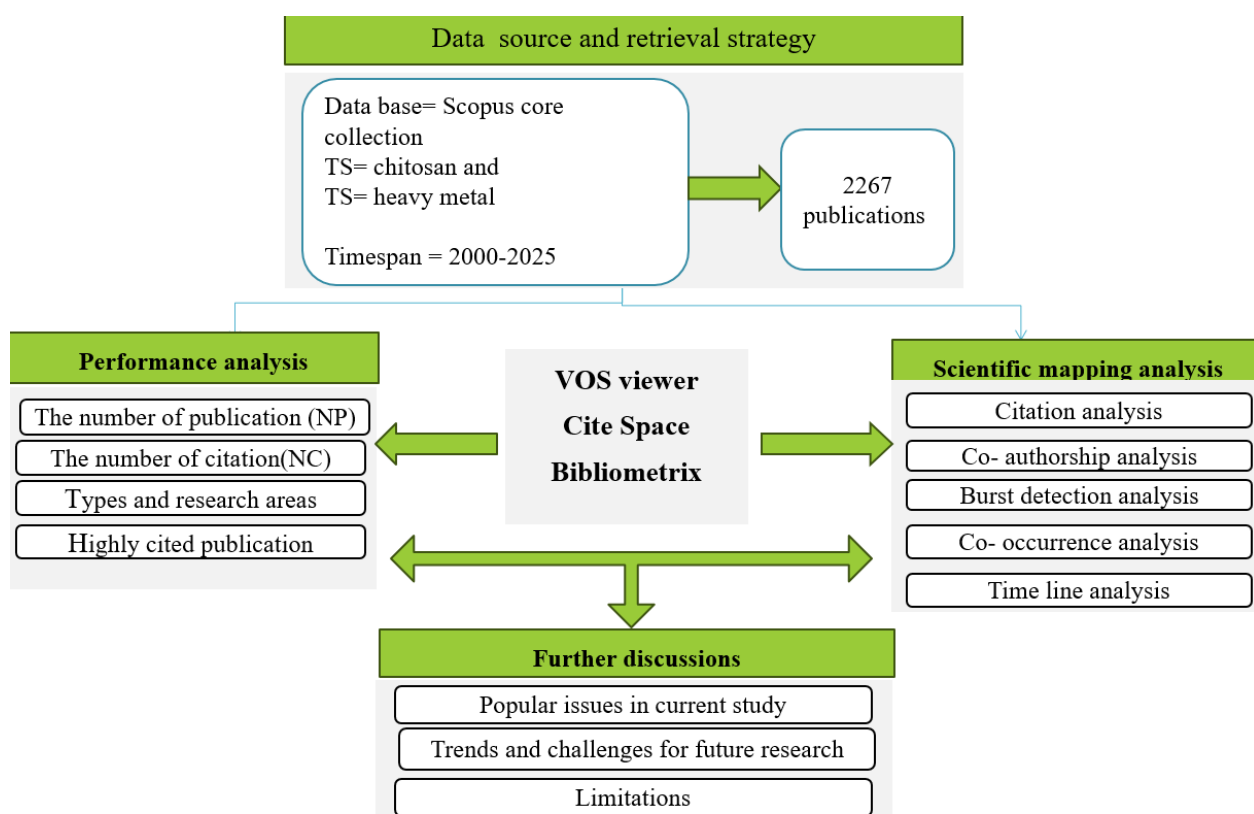 Data source and retrieval strategy
Data base= Scopus core
collection
TS= chitosan and
TS= heavy metal
Timespan = 2000-2025
2267
publications
Performance analysis
The number of publication (NP)
The number of citation(NC)
Types and research areas
Highly cited publication
VOS viewer
Cite Space
Bibliometrix
Scientific mapping analysis
Citation analysis
Co- authorship analysis
Burst detection analysis
Co- occurrence analysis
Time line analysis
Further discussions
Popular issues in current study
Trends and challenges for future research
Limitations